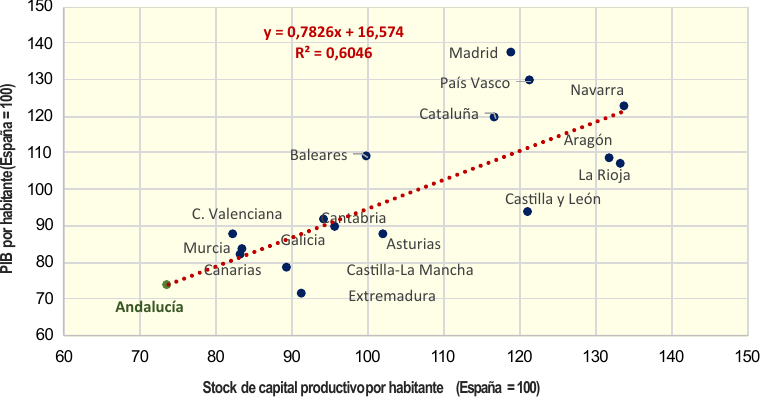 y = 0,7826x + 16,574
R² = 0,6046
PIB por habitante(España = 100)
150
140
130
120
110
100
90
80
70
60
Madrid
País Vasco
Navarra
Cataluña
Aragón
Baleares
La Rioja
Castilla y León
C. Valenciana
Cantabria
Murcia
Galicia
Asturias
Canarias
Castilla-La Mancha
Extremadura
Andalucía
60 70 80 90 100 110 120 130 140 150
Stock de capital productivo por habitante (España = 100)